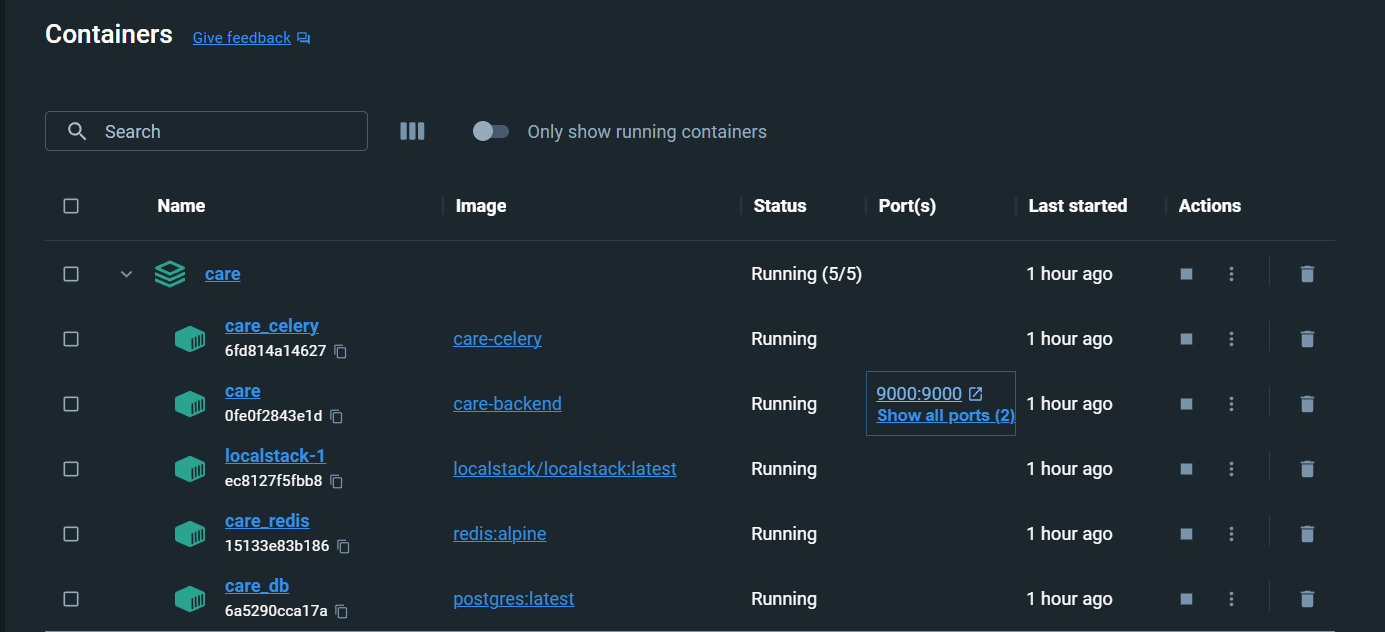 Containers Give feedback
Search Only show running containers
Name Image Status Port(s) Last started Actions
care Running (5/5) 1 hour ago
care_celery
6fd814a14627 care-celery Running 1 hour ago
care
0fe0f2843e1d care-backend Running 9000:9000 1 hour ago
Show all ports (2)
localstack-1
ec8127f5fbb8 localstack/localstack:latest Running 1 hour ago
care_redis
15133e83b186 redis:alpine Running 1 hour ago
care_db
6a5290cca17a postgres:latest Running 1 hour ago